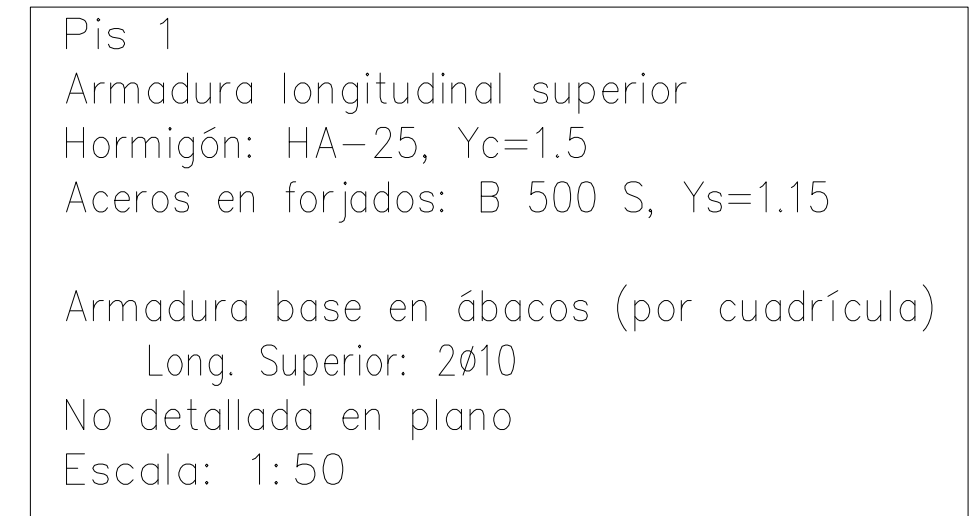 Pis 1
Armadura longitudinal superior
Hormigón: HA-25, Yc=1.5
Aceros en forjados: B 500 S, Ys=1.15
Armadura base en ábacos (por cuadrícula)
Long. Superior: 2ø10
No detallada en plano
Escala: 1:50